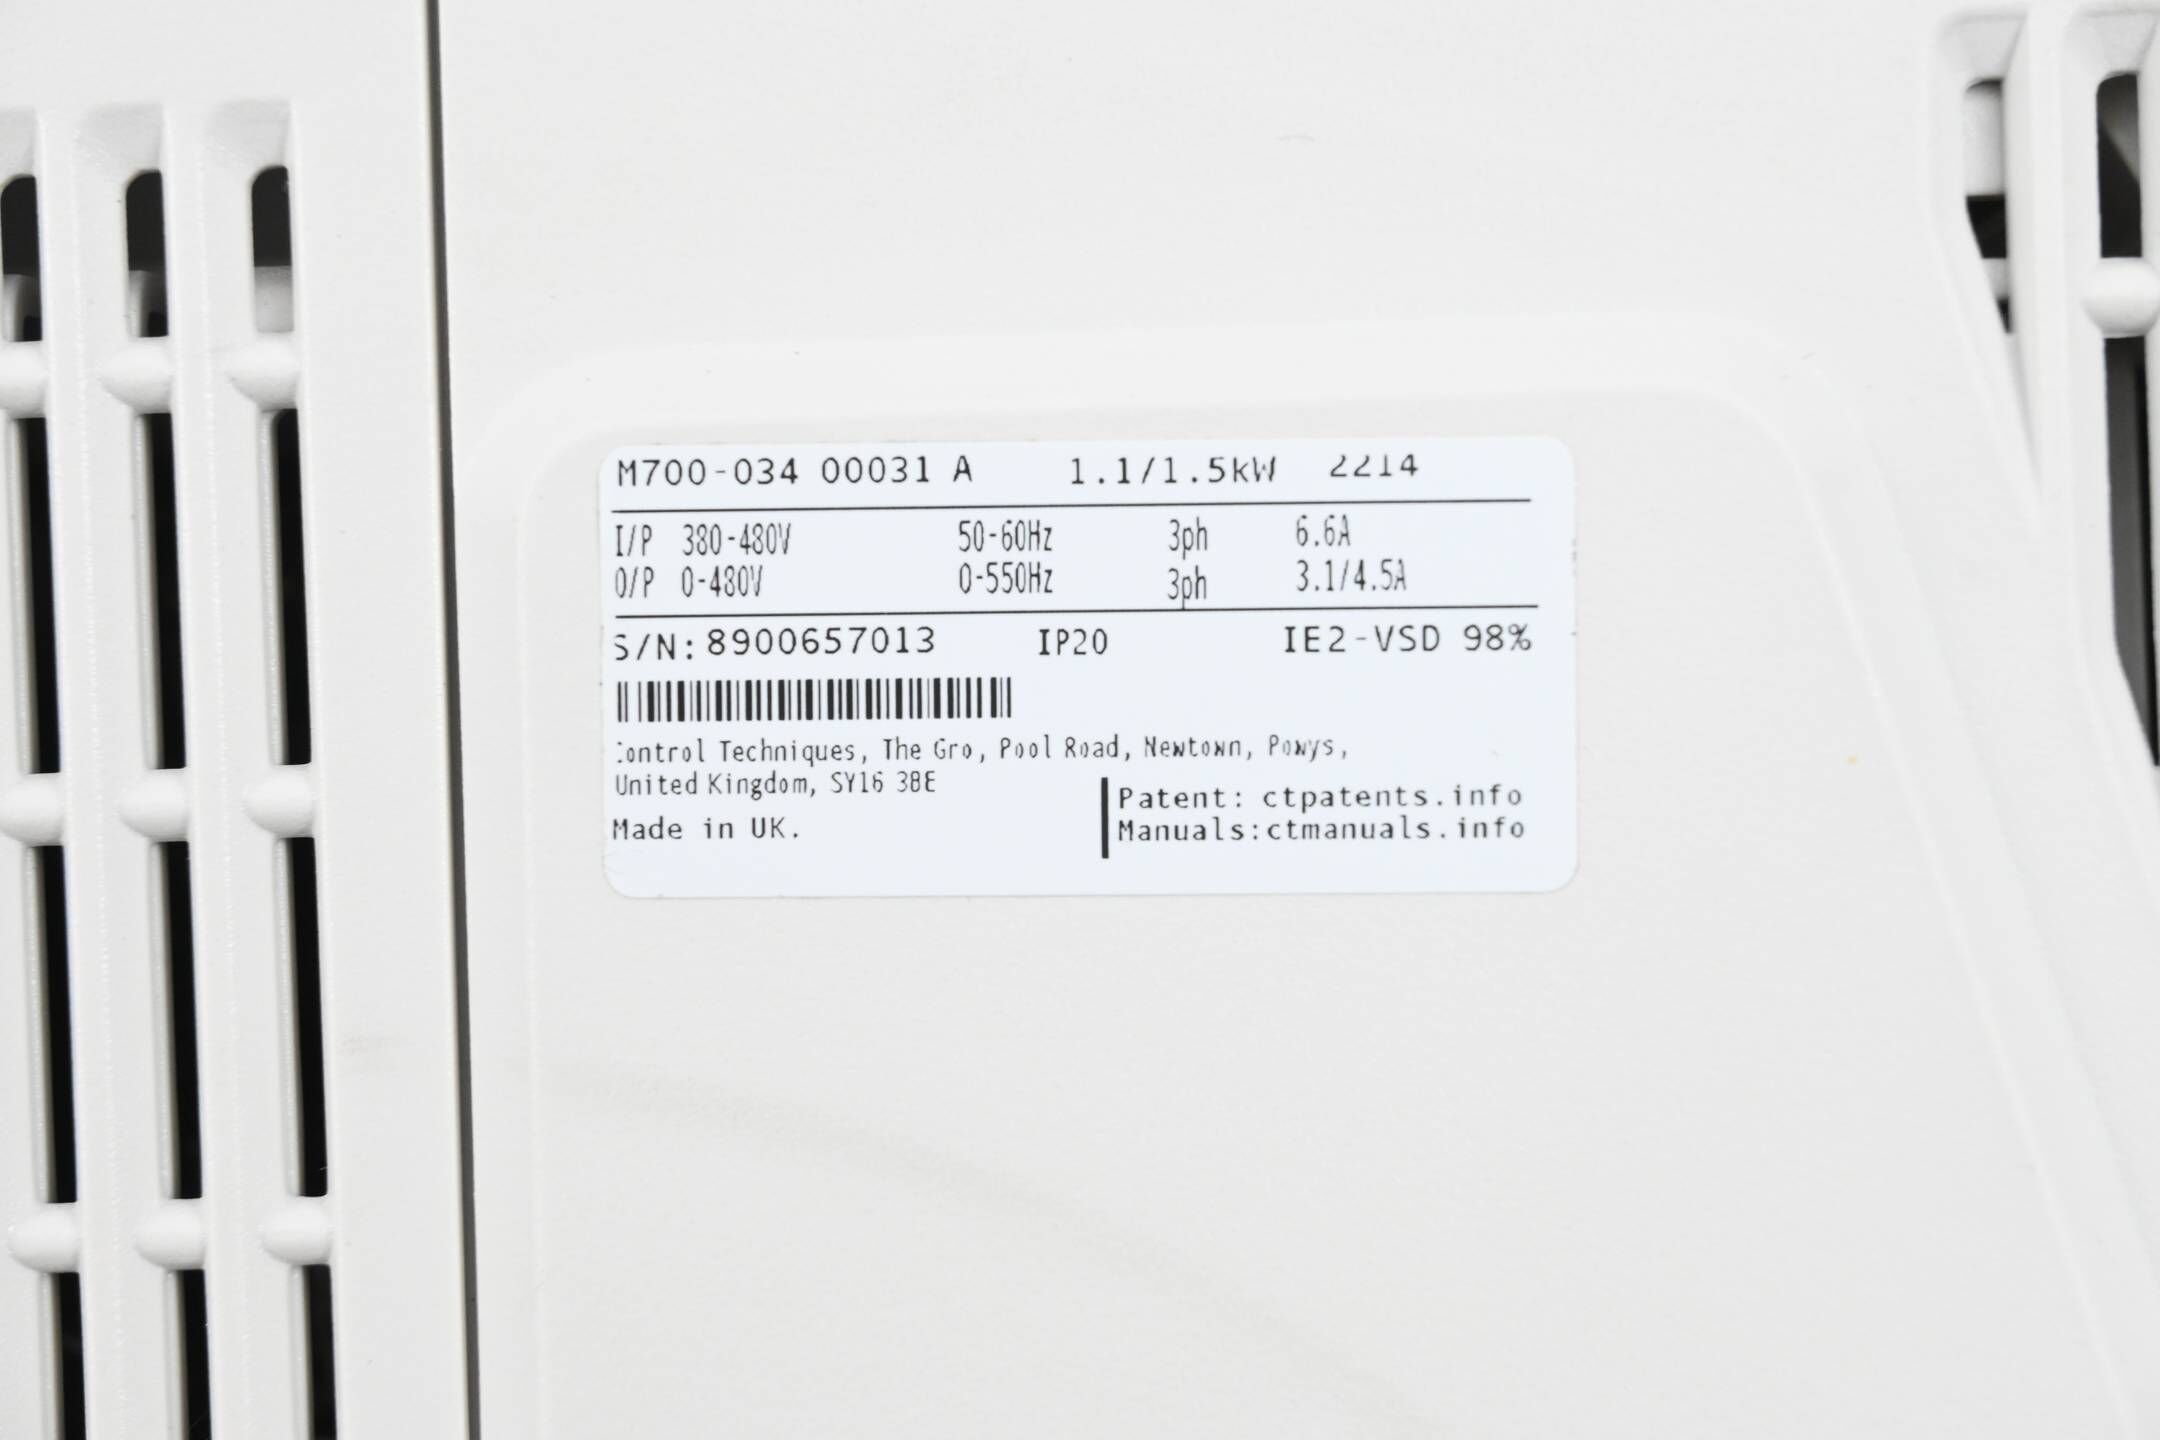 M700-034 00031 A 1.1/1.5kW 2214
I/P 380-480V 50-60Hz 3ph 6.6A
O/P 0-480V 0-550Hz 3ph 3.1/4.5A
S/N:8900657013 IP20 IE2-VSD 98%
Control Techniques, The Gro, Pool Road, Newtown, Powys,
United Kingdom, SY16 3BE
Made in UK.
Patent: ctpatents.info
Manuals:ctmanuals.info